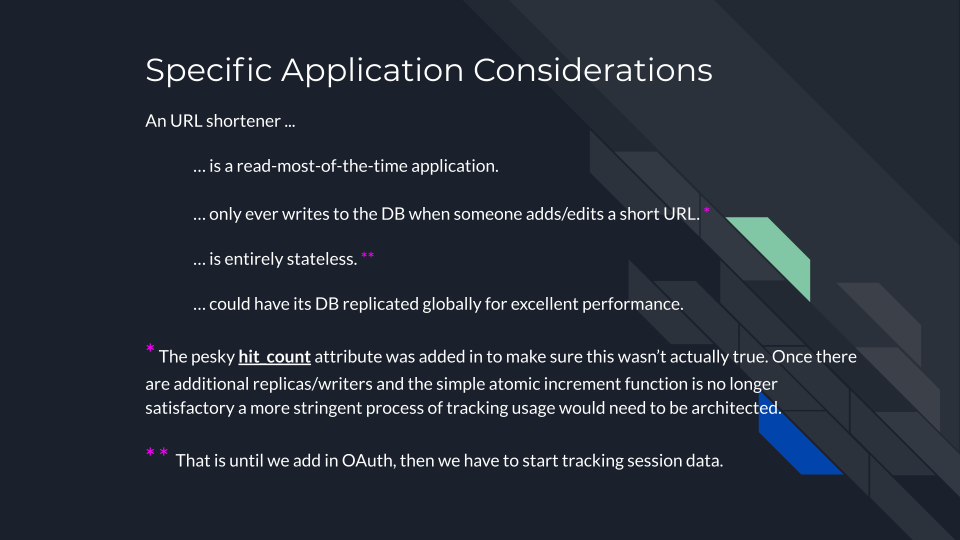 Specific Application Considerations
An URL shortener ...
... is a read-most-of-the-time application.
... only ever writes to the DB when someone adds/edits a short URL. *
... is entirely stateless. **
... could have its DB replicated globally for excellent performance.
* The pesky hit_count attribute was added in to make sure this wasn’t actually true. Once there
are additional replicas/writers and the simple atomic increment function is no longer
satisfactory a more stringent process of tracking usage would need to be architected.
** That is until we add in OAuth, then we have to start tracking session data.